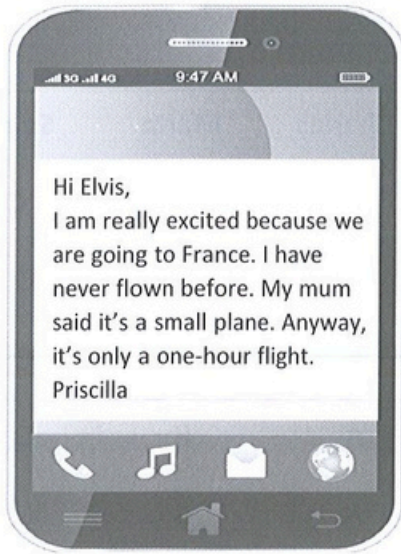 3G 4G 9:47 AM
Hi Elvis,
I am really excited because we
are going to France. I have
never flown before. My mum
said it's a small plane. Anyway,
it's only a one-hour flight.
Priscilla